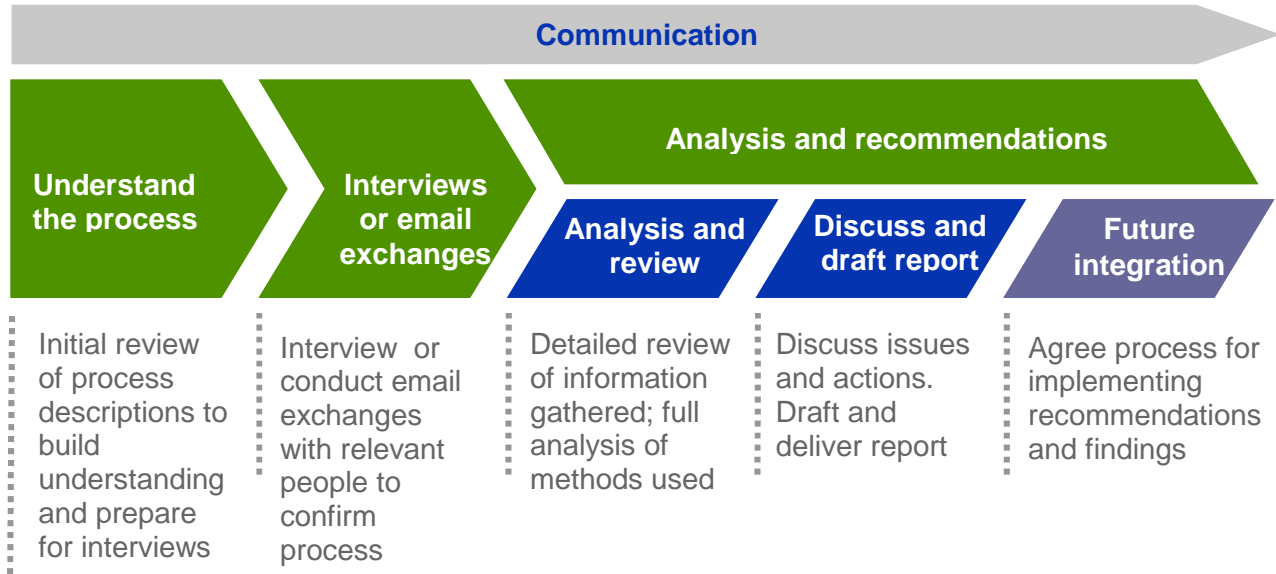 Communication
Understand
the process
Interviews
or email
exchanges
Analysis and recommendations
Analysis and
review
Discuss and
draft report
Future
integration
Initial review
of process
descriptions to
build
understanding
and prepare
for interviews
Interview  or
conduct email
exchanges
with relevant
people to
confirm
process
Detailed review
of information
gathered; full
analysis of
methods used
Discuss issues
and actions.
Draft and
deliver report
Agree process for
implementing
recommendations
and findings